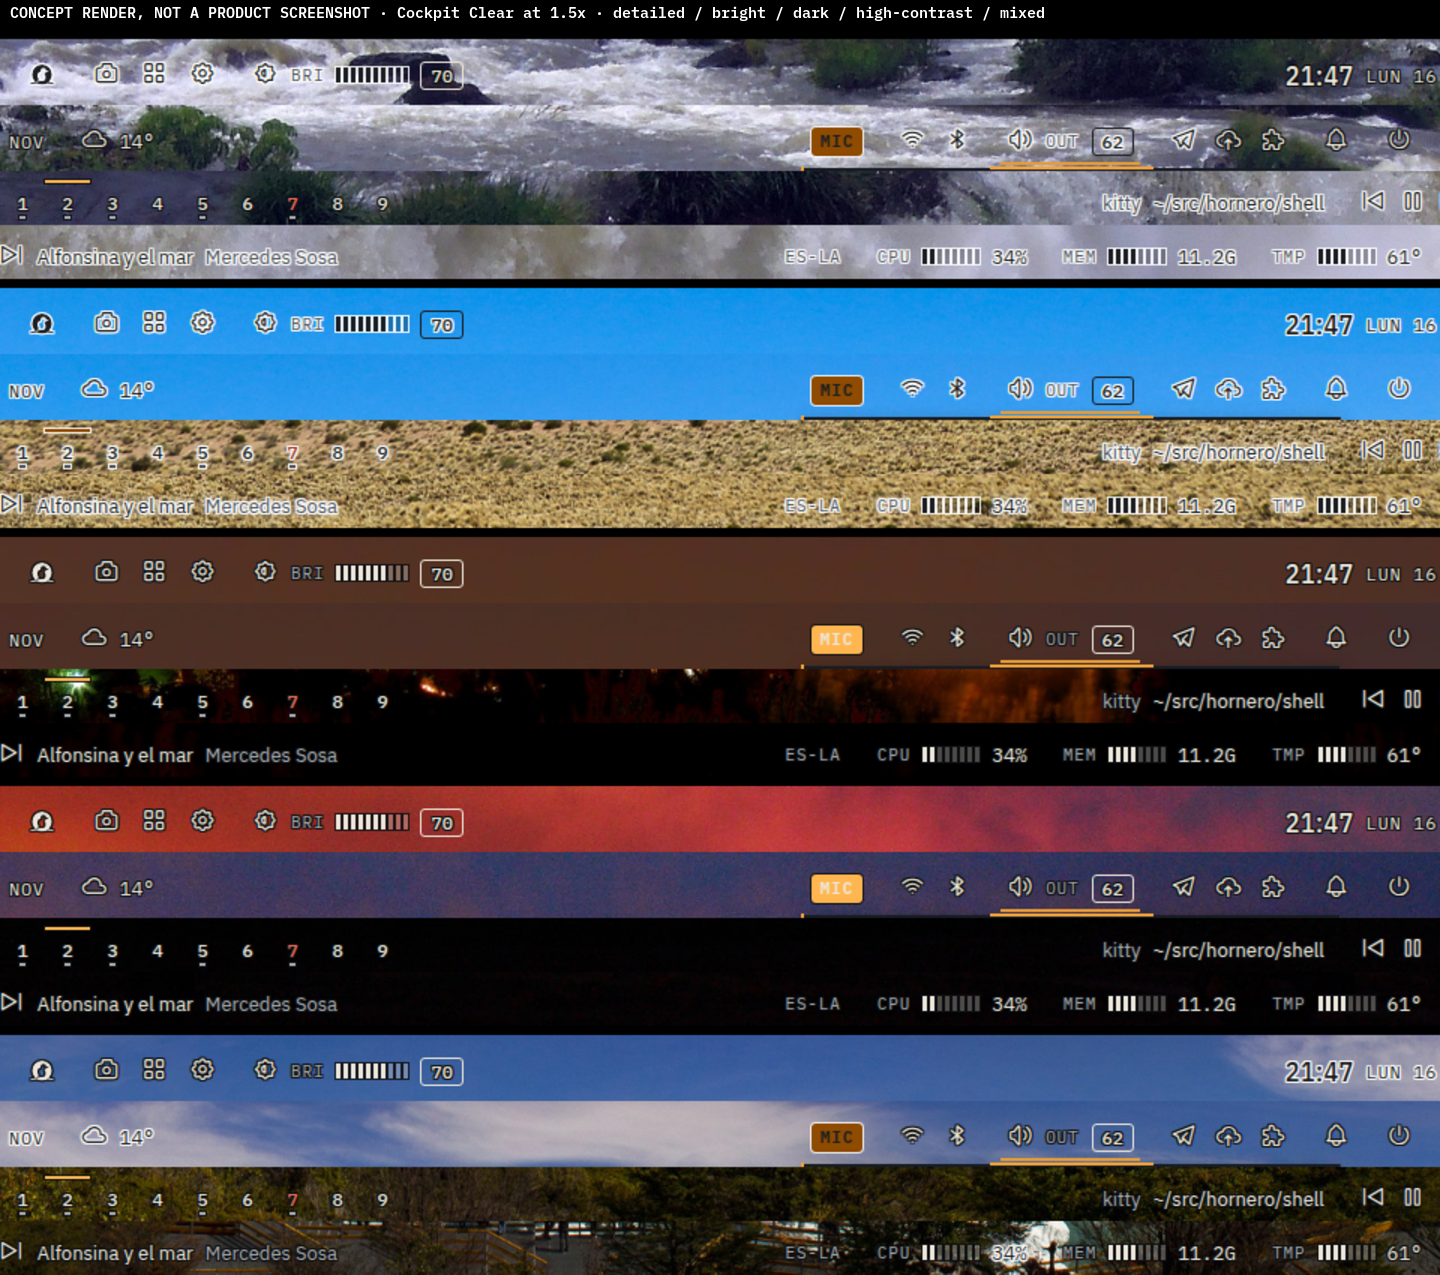 CONCEPT RENDER, NOT A PRODUCT SCREENSHOT · Cockpit Clear at 1.5x · detailed / bright / dark / high-contrast / mixed
BRI 70 21:47 LUN 16
NOV 14° MIC OUT 62
1 2 3 4 5 6 7 8 9 kitty ~/src/hornero/shell
Alfonsina y el mar Mercedes Sosa ES-LA CPU 34% MEM 11.2G TMP 61°
BRI 70 21:47 LUN 16
NOV 14° MIC OUT 62
1 2 3 4 5 6 7 8 9 kitty ~/src/hornero/shell
Alfonsina y el mar Mercedes Sosa ES-LA CPU 34% MEM 11.2G TMP 61°
BRI 70 21:47 LUN 16
NOV 14° MIC OUT 62
1 2 3 4 5 6 7 8 9 kitty ~/src/hornero/shell
Alfonsina y el mar Mercedes Sosa ES-LA CPU 34% MEM 11.2G TMP 61°
BRI 70 21:47 LUN 16
NOV 14° MIC OUT 62
1 2 3 4 5 6 7 8 9 kitty ~/src/hornero/shell
Alfonsina y el mar Mercedes Sosa ES-LA CPU 34% MEM 11.2G TMP 61°
BRI 70 21:47 LUN 16
NOV 14° MIC OUT 62
1 2 3 4 5 6 7 8 9 kitty ~/src/hornero/shell
Alfonsina y el mar Mercedes Sosa ES-LA CPU 34% MEM 11.2G TMP 61°